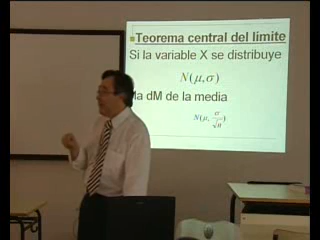 Teorema central del límite
Si la variable X se distribuye
N(μ,σ)
la dM de la media
N(μ, σ/√n)